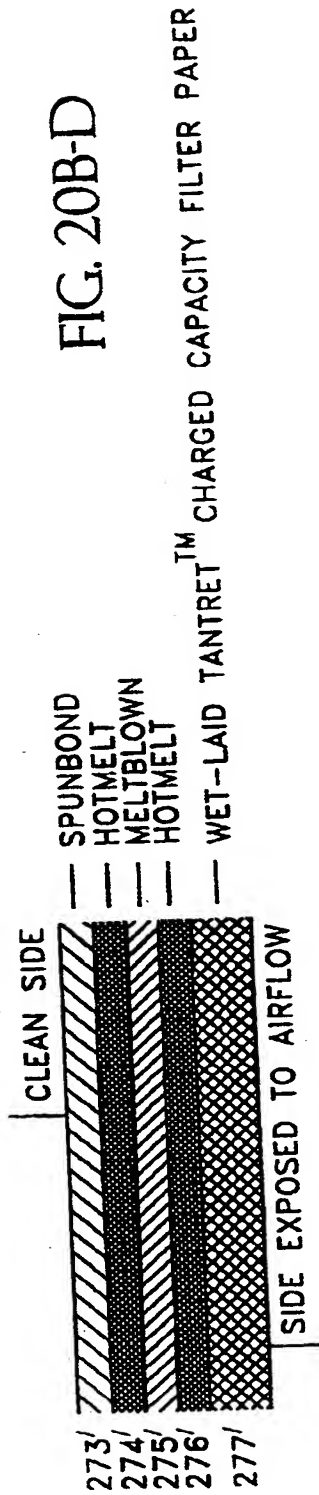 FIG. 20B-D
CLEAN SIDE
273' — SPUNBOND
274' — HOTMELT
275' — MELTBLOWN
276' — HOTMELT
277' — WET-LAID TANTRET™ CHARGED CAPACITY FILTER PAPER
SIDE EXPOSED TO AIRFLOW